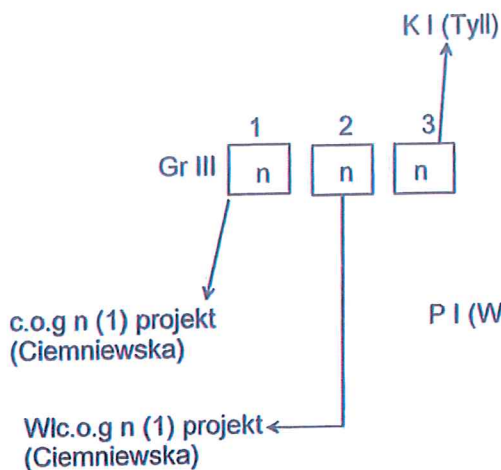 K I (Tyll)
1 2 3
Gr III n n n
c.o.g n (1) projekt
(Ciemniewska)
P I (W
Wlc.o.g n (1) projekt
(Ciemniewska)